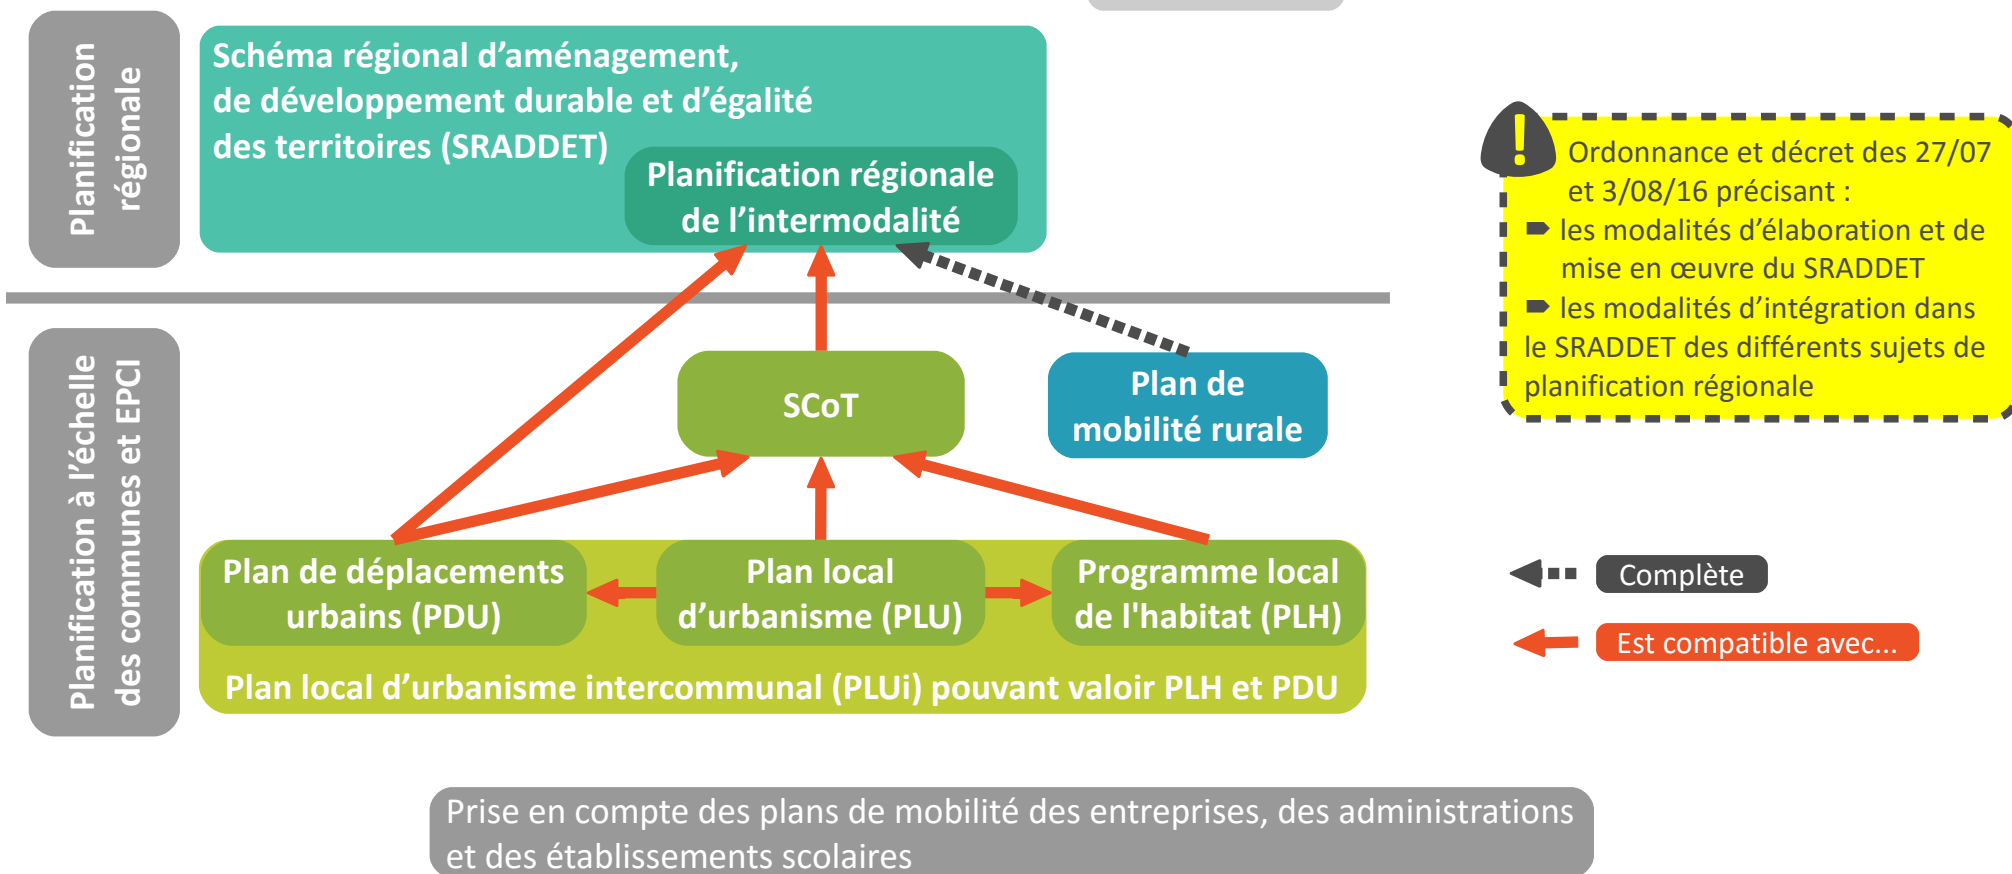 Planification
régionale
Schéma régional d’aménagement,
de développement durable et d’égalité
des territoires (SRADDET)
Planification régionale
de l’intermodalité
!
Ordonnance et décret des 27/07
et 3/08/16 précisant :
les modalités d’élaboration et de
mise en œuvre du SRADDET
les modalités d’intégration dans
le SRADDET des différents sujets de
planification régionale
Planification à l’échelle
des communes et EPCI
SCoT
Plan de
mobilité rurale
Plan de déplacements
urbains (PDU)
Plan local
d’urbanisme (PLU)
Programme local
de l'habitat (PLH)
Plan local d’urbanisme intercommunal (PLUi) pouvant valoir PLH et PDU
Complète
Est compatible avec...
Prise en compte des plans de mobilité des entreprises, des administrations
et des établissements scolaires